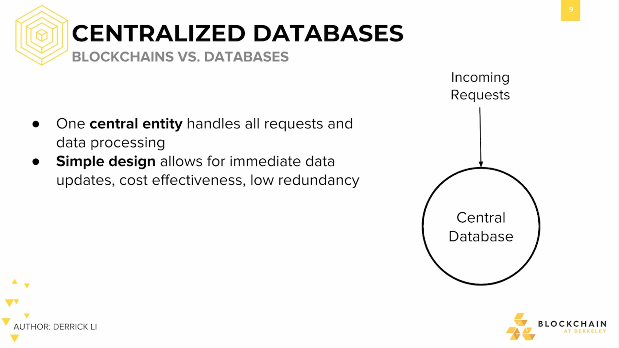 9
CENTRALIZED DATABASES
BLOCKCHAINS VS. DATABASES
● One central entity handles all requests and
data processing
● Simple design allows for immediate data
updates, cost effectiveness, low redundancy
Incoming
Requests
Central
Database
AUTHOR: DERRICK LI
BLOCKCHAIN
AT BERKELEY